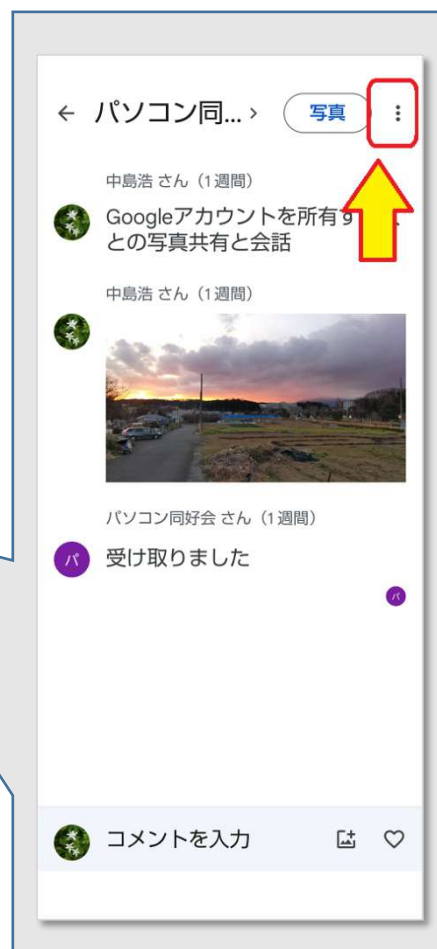 パソコン同...
写真
中島浩 さん（1週間）
Googleアカウントを所有す
との写真共有と会話
中島浩 さん（1週間）
パソコン同好会 さん（1週間）
パ
受け取りました
パ
コメントを入力